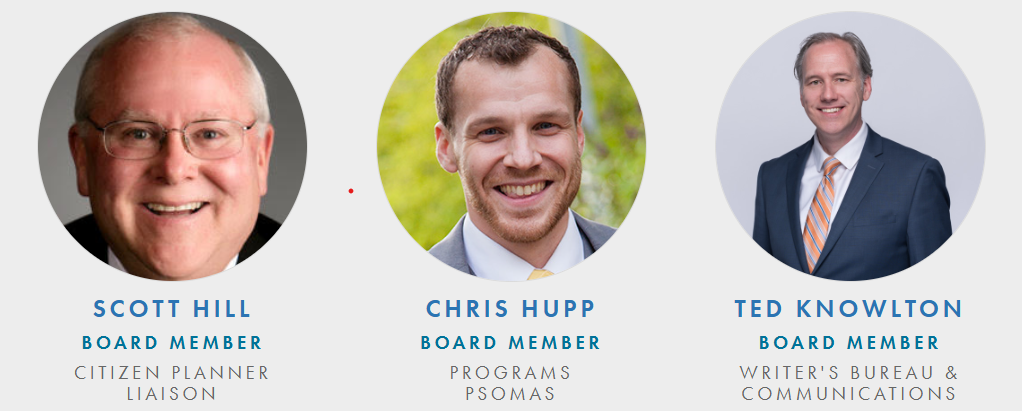 SCOTT HILL
BOARD MEMBER
CITIZEN PLANNER
LIAISON
CHRIS HUPP
BOARD MEMBER
PROGRAMS
PSOMAS
TED KNOWLTON
BOARD MEMBER
WRITER'S BUREAU &
COMMUNICATIONS